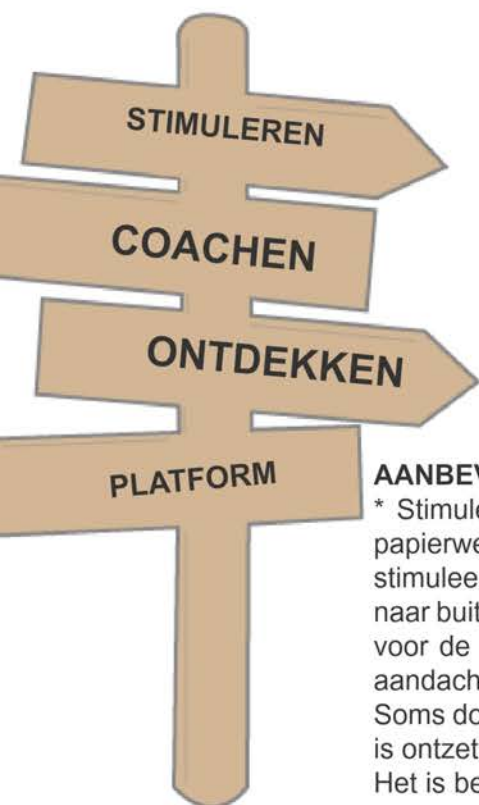 STIMULEREN
COACHEN
ONTDEKKEN
PLATFORM
* Stimule
papierwe
stimulee
naar buit
voor de
aandach
Soms do
is ontzet
Het is be